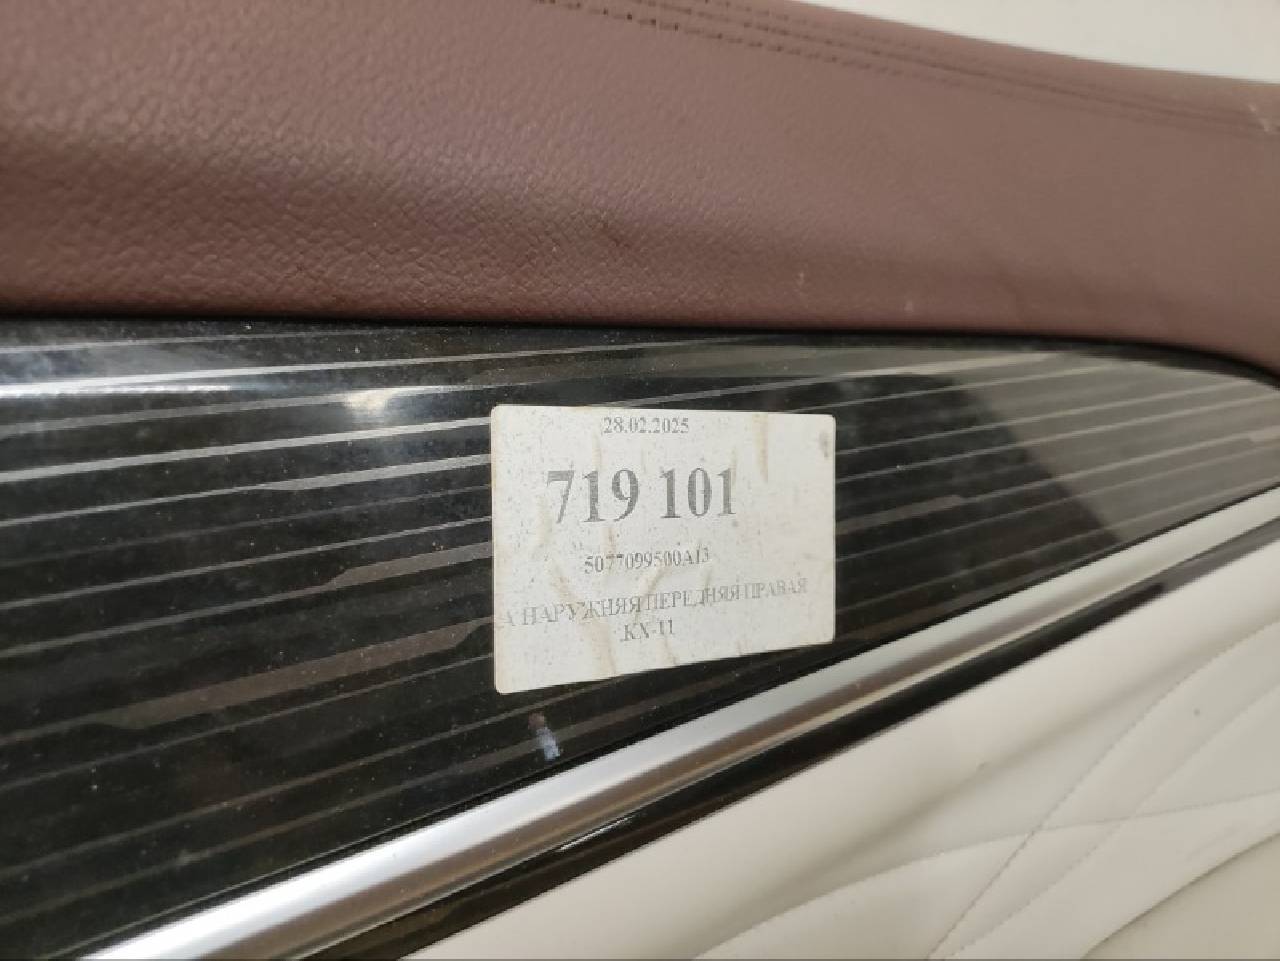 28.02.2025
719 101
5077099500AI3
А НАРУЖНЯЯ ПЕРЕДНЯЯ ПРАВАЯ
KX-11